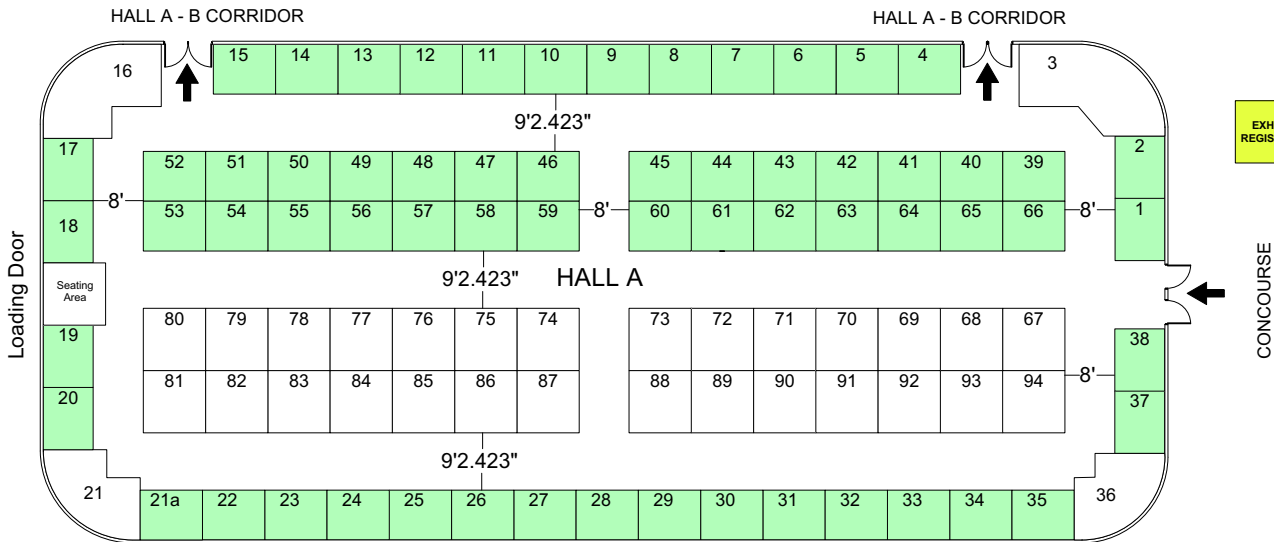 HALL A - B CORRIDOR
HALL A - B CORRIDOR
16
15 14 13 12 11 10 9 8 7 6 5 4
3
9'2.423"
EXH
REGIS
17
2
52 51 50 49 48 47 46
45 44 43 42 41 40 39
8'
8'
8'
18
53 54 55 56 57 58 59
60 61 62 63 64 65 66
1
9'2.423"
HALL A
Seating
Area
Loading Door
CONCOURSE
19
80 79 78 77 76 75 74
73 72 71 70 69 68 67
38
20
81 82 83 84 85 86 87
88 89 90 91 92 93 94
8'
37
9'2.423"
21
21a 22 23 24 25 26 27 28 29 30 31 32 33 34 35
36